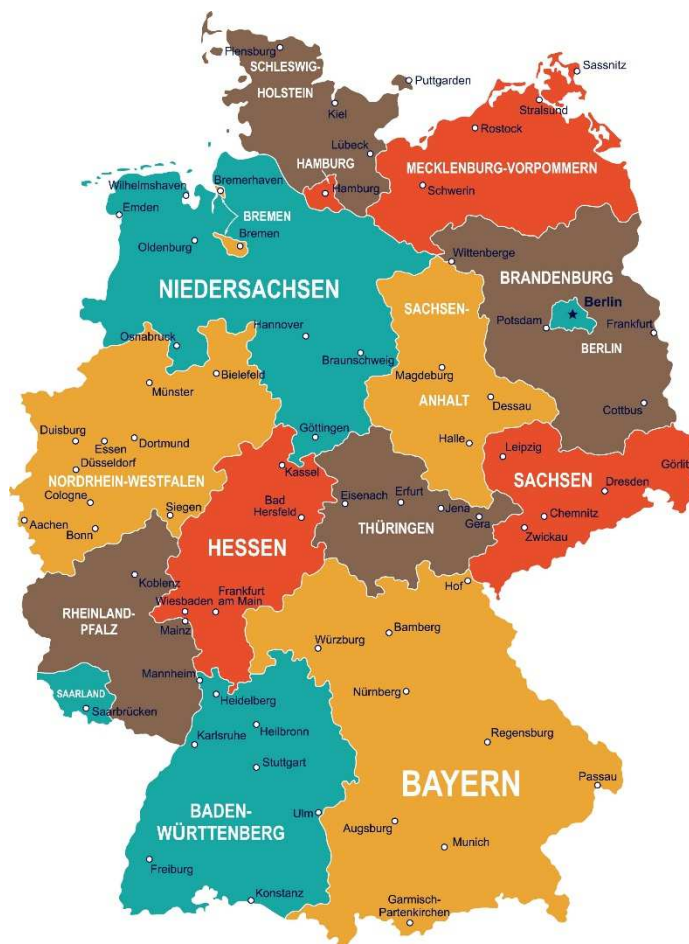 Flensburg
SCHLESWIG-
HOLSTEIN
Puttgarden
Sassnitz
Kiel
Stralsund
Rostock
Lübeck
HAMBURG
MECKLENBURG-VORPOMMERN
Hamburg
Schwerin
Wilhelmshaven
Bremerhaven
Emden
BREMEN
Oldenburg
Bremen
Wittenberge
BRANDENBURG
NIEDERSACHSEN
SACHSEN-
Berlin
Potsdam
Frankfurt
BERLIN
Hannover
Osnabruck
Braunschweig
Bielefeld
Magdeburg
Münster
ANHALT
Dessau
Cottbus
Duisburg
Essen
Dortmund
Göttingen
Halle
Leipzig
Düsseldorf
Kassel
Görlit
NORDRHEIN-WESTFALEN
SACHSEN
Dresden
Cologne
Siegen
Bad
Hersfeld
Eisenach
Erfurt
Jena
Gera
Chemnitz
Zwickau
Aachen
Bonn
THÜRINGEN
HESSEN
Koblenz
Hof
Wiesbaden
Frankfurt
am Main
RHEINLAND-
PFALZ
Mainz
Bamberg
Würzburg
Mannheim
SAARLAND
Heidelberg
Nürnberg
Saarbrücken
Heilbronn
Karlsruhe
Regensburg
Stuttgart
BAYERN
Passau
BADEN-
WÜRTTENBERG
Ulm
Augsburg
Munich
Freiburg
Konstanz
Garmisch-
Partenkirchen